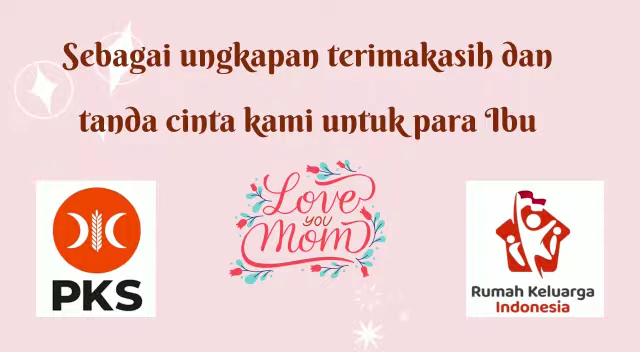 Sebagai ungkapan terimakasih dan
tanda cinta kami untuk para Ibu
Love
you
Mom
PKS
Rumah Keluarga
Indonesia